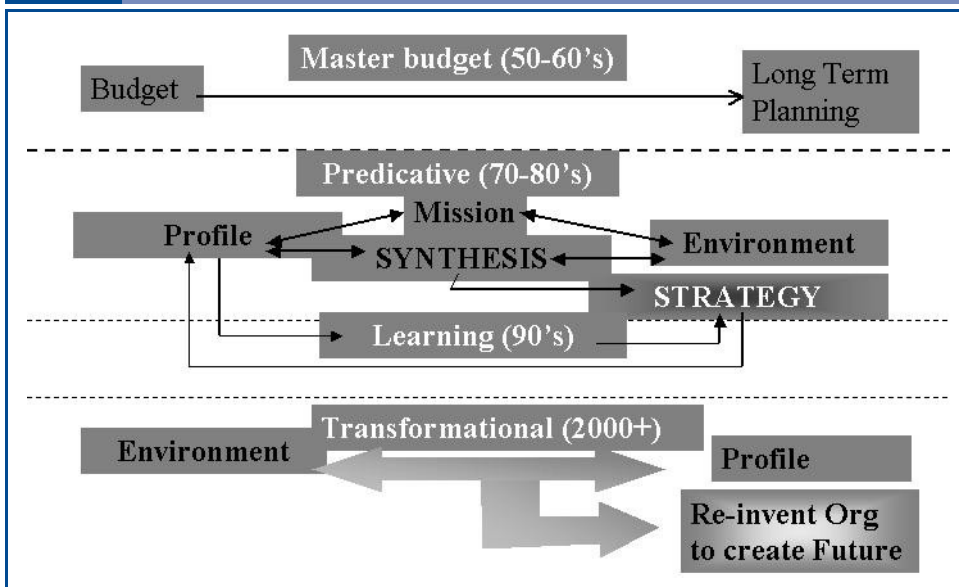 Master budget (50-60's)
Budget
Long Term
Planning
Predicative (70-80's)
Mission
Profile
Environment
SYNTHESIS
STRATEGY
Learning (90's)
Transformational (2000+)
Environment
Profile
Re-invent Org
to create Future